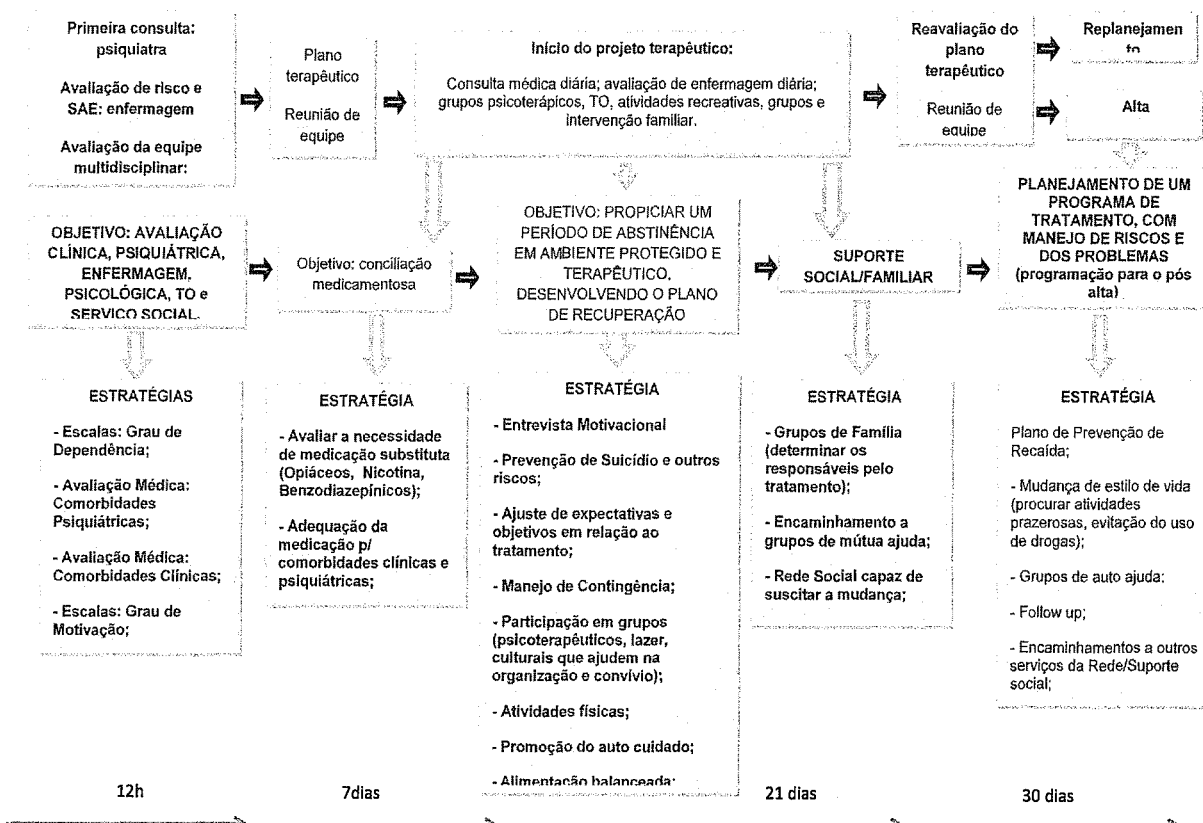 Primeira consulta:
psiquiatra
Avaliação de risco e
SAE: enfermagem
Avaliação da equipe
multidisciplinar:
Plano
terapêutico
Reunião de
equipe
Início do projeto terapêutico:
Consulta médica diária; avaliação de enfermagem diária;
grupos psicoterápicos, TO, atividades recreativas, grupos e
intervenção familiar.
Reavaliação do
plano
terapêutico
Reunião de
equipe
Replanejamen
to
Alta
OBJETIVO: AVALIAÇÃO
CLÍNICA, PSIQUIÁTRICA,
ENFERMAGEM,
PSICOLÓGICA, TO e
SERVIÇO SOCIAL.
Objetivo: conciliação
medicamentosa
OBJETIVO: PROPICIAR UM
PERÍODO DE ABSTINÊNCIA
EM AMBIENTE PROTEGIDO E
TERAPÊUTICO,
DESENVOLVENDO O PLANO
DE RECUPERAÇÃO
SUPORTE
SOCIAL/FAMILIAR
PLANEJAMENTO DE UM
PROGRAMA DE
TRATAMENTO, COM
MANEJO DE RISCOS E
DOS PROBLEMAS
(programação para o pós
alta)
ESTRATÉGIAS
- Escalas: Grau de
Dependência;
- Avaliação Médica:
Comorbidades
Psiquiátricas;
- Avaliação Médica:
Comorbidades Clínicas;
- Escalas: Grau de
Motivação;
ESTRATÉGIA
- Avaliar a necessidade
de medicação substituta
(Opiáceos, Nicotina,
Benzodiazepínicos);
- Adequação da
medicação p/
comorbidades clínicas e
psiquiátricas;
ESTRATÉGIA
- Entrevista Motivacional
- Prevenção de Suicídio e outros
riscos;
- Ajuste de expectativas e
objetivos em relação ao
tratamento;
- Manejo de Contingência;
- Participação em grupos
(psicoterapêuticos, lazer,
culturais que ajudem na
organização e convívio);
- Atividades físicas;
- Promoção do auto cuidado;
- Alimentação balanceada;
ESTRATÉGIA
- Grupos de Família
(determinar os
responsáveis pelo
tratamento);
- Encaminhamento a
grupos de mútua ajuda;
- Rede Social capaz de
suscitar a mudança;
ESTRATÉGIA
Plano de Prevenção de
Recaída;
- Mudança de estilo de vida
(procurar atividades
prazerosas, evitação do uso
de drogas);
- Grupos de auto ajuda;
- Follow up;
- Encaminhamentos a outros
serviços da Rede/Suporte
social;
12h
7dias
21 dias
30 dias